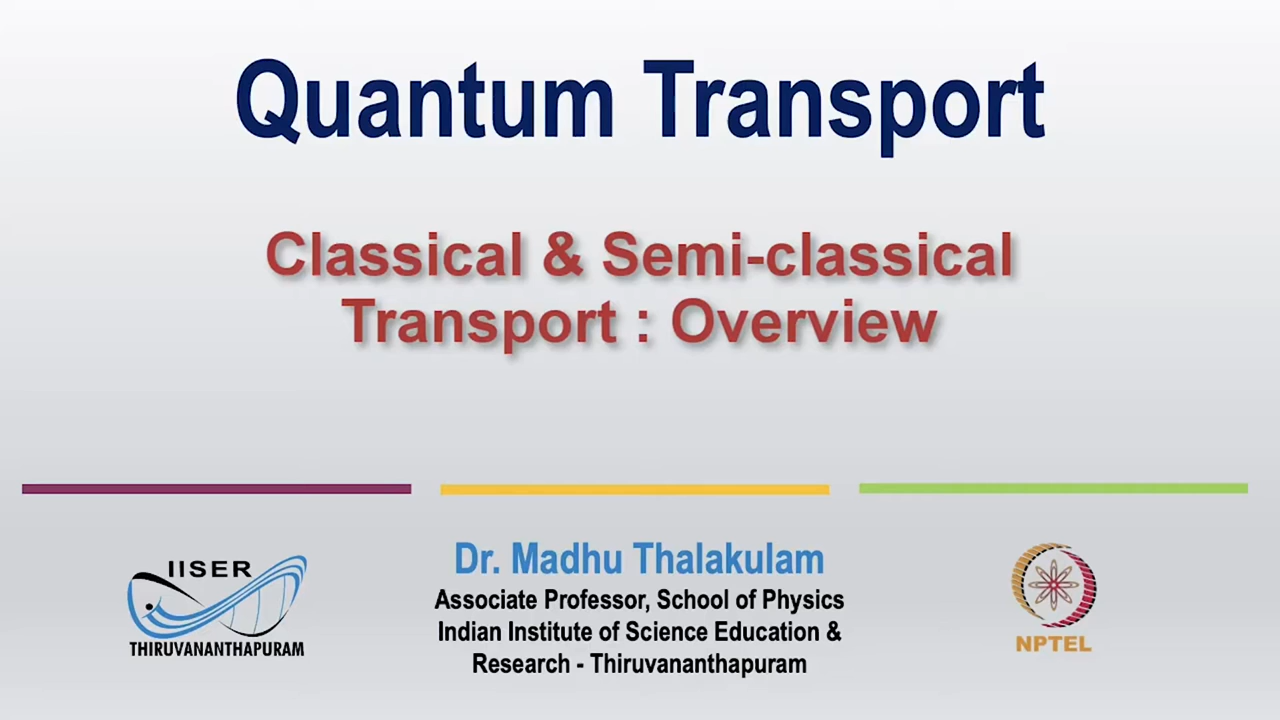 Quantum Transport
Classical & Semi-classical
Transport : Overview
IISER
THIRUVANANTHAPURAM
Dr. Madhu Thalakulam
Associate Professor, School of Physics
Indian Institute of Science Education &
Research - Thiruvananthapuram
NPTEL